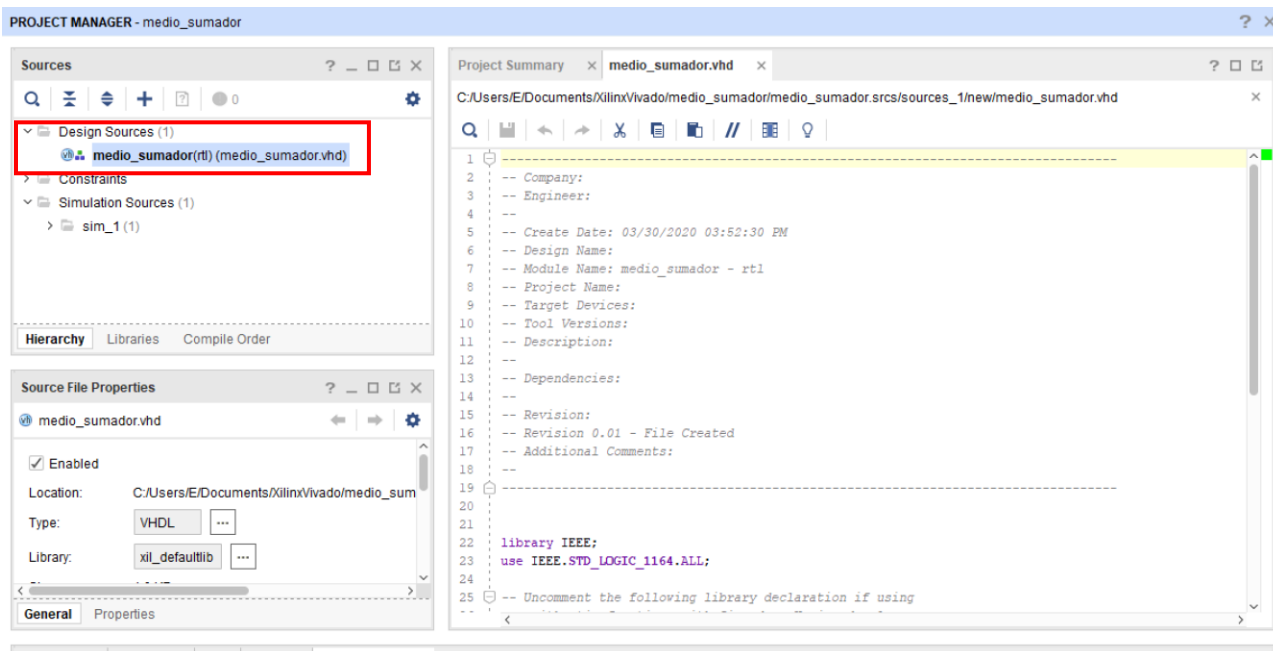 PROJECT MANAGER - medio_sumador
Sources
0
Design Sources (1)
medio_sumador(rtl) (medio_sumador.vhd)
Constraints
Simulation Sources (1)
sim_1 (1)
Hierarchy Libraries Compile Order
Source File Properties
medio_sumador.vhd
Enabled
Location: C:/Users/E/Documents/XilinxVivado/medio_sum
Type: VHDL ...
Library: xil_defaultlib ...
General Properties
Project Summary medio_sumador.vhd
C:/Users/E/Documents/XilinxVivado/medio_sumador/medio_sumador.srcs/sources_1/new/medio_sumador.vhd
1 ----------------------------------------------------------------------------------
2 -- Company:
3 -- Engineer:
4 --
5 -- Create Date: 03/30/2020 03:52:30 PM
6 -- Design Name:
7 -- Module Name: medio_sumador - rtl
8 -- Project Name:
9 -- Target Devices:
10 -- Tool Versions:
11 -- Description:
12 --
13 -- Dependencies:
14 --
15 -- Revision:
16 -- Revision 0.01 - File Created
17 -- Additional Comments:
18 --
19 ----------------------------------------------------------------------------------
20
21
22 library IEEE;
23 use IEEE.STD_LOGIC_1164.ALL;
24
25 -- Uncomment the following library declaration if using